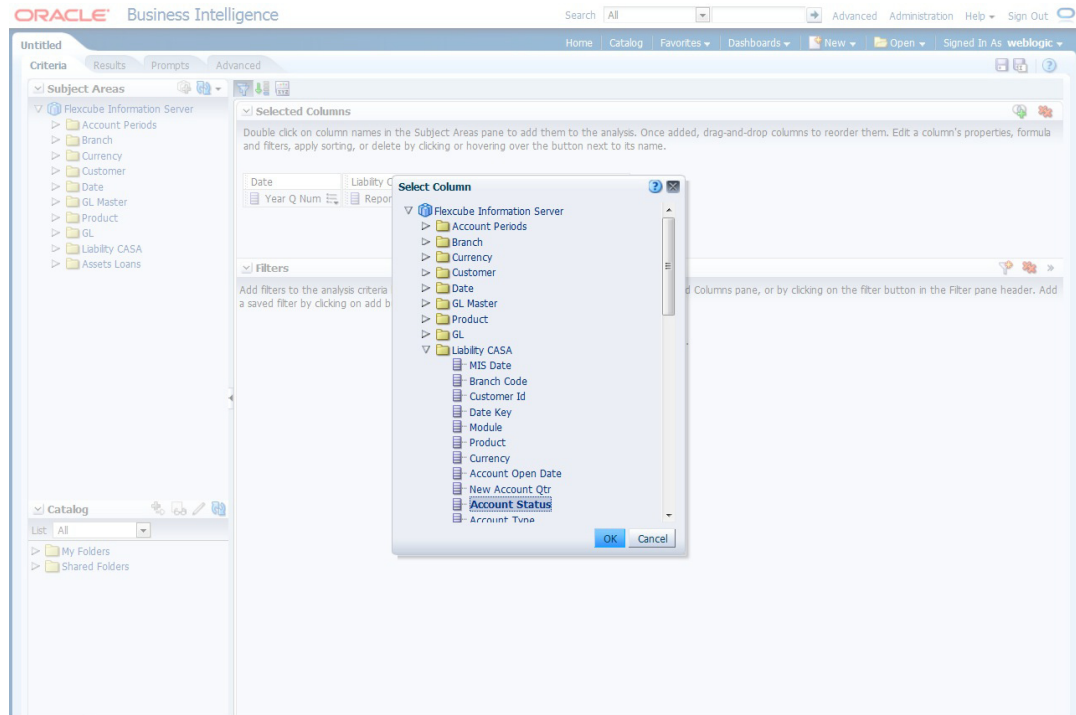 ORACLE Business Intelligence
Search All Advanced Administration Help Sign Out
Untitled
Home Catalog Favorites Dashboards New Open Signed In As weblogic
Criteria Results Prompts Advanced
Subject Areas
Flexcube Information Server
Account Periods
Branch
Currency
Customer
Date
GL Master
Product
GL
Liability CASA
Assets Loans
Catalog
List All
My Folders
Shared Folders
Selected Columns
Double click on column names in the Subject Areas pane to add them to the analysis. Once added, drag-and-drop columns to reorder them. Edit a column's properties, formula
and filters, apply sorting, or delete by clicking or hovering over the button next to its name.
Date Liability C
Year Q Num Repor
Filters
Add filters to the analysis criteria d Columns pane, or by clicking on the filter button in the Filter pane header. Add
a saved filter by clicking on add b
Select Column
Flexcube Information Server
Account Periods
Branch
Currency
Customer
Date
GL Master
Product
GL
Liability CASA
MIS Date
Branch Code
Customer Id
Date Key
Module
Product
Currency
Account Open Date
New Account Qtr
Account Status
Account Type
OK Cancel